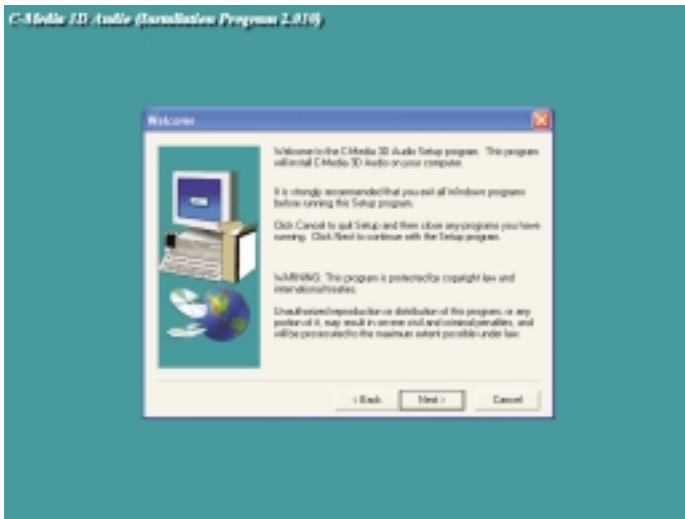 C-Media 3D Audio (Installation Program 2.010)
Welcome
Welcome to the C-Media 3D Audio Setup program. This program
will install C-Media 3D Audio on your computer.
It is strongly recommended that you exit all Windows programs
before running this Setup program.
Click Cancel to quit Setup and then close any programs you have
running. Click Next to continue with the Setup program.
WARNING: This program is protected by copyright law and
international treaties.
Unauthorized reproduction or distribution of this program, or any
portion of it, may result in severe civil and criminal penalties, and
will be prosecuted to the maximum extent possible under law.
< Back
Next >
Cancel